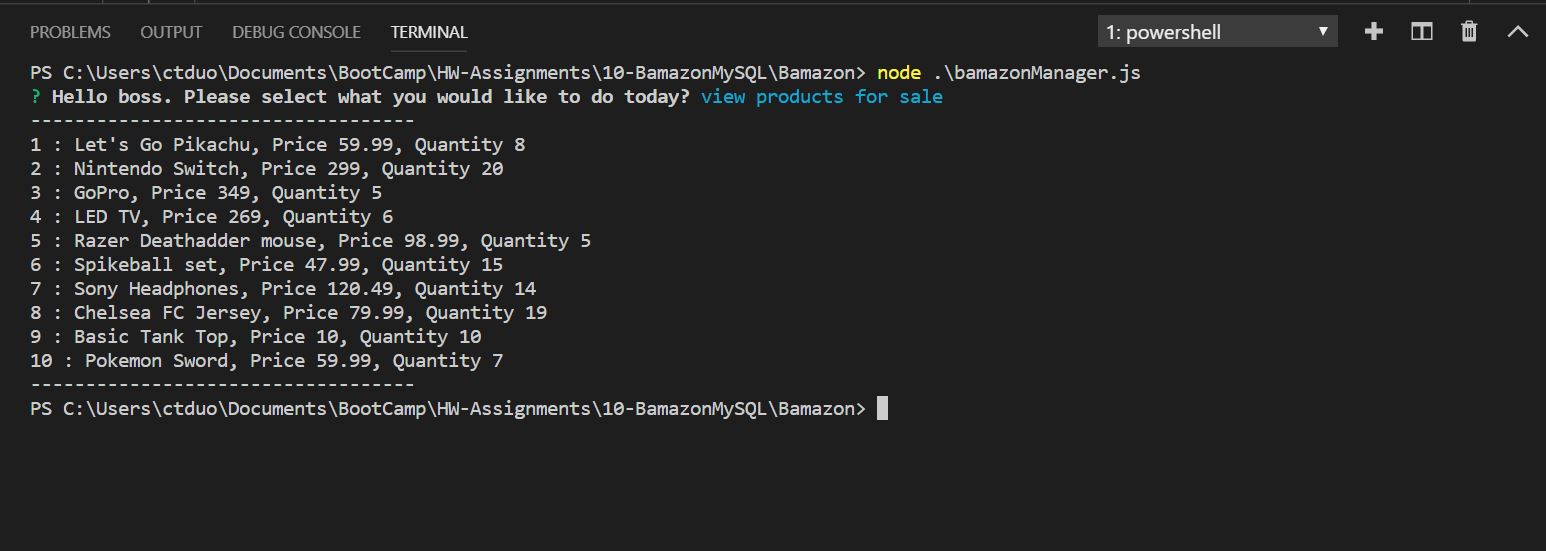 PROBLEMS OUTPUT DEBUG CONSOLE TERMINAL 1: powershell
PS C:\Users\ctduo\Documents\BootCamp\HW-Assignments\10-BamazonMySQL\Bamazon> node .\bamazonManager.js
? Hello boss. Please select what you would like to do today? view products for sale
-----------------------------------
1 : Let's Go Pikachu, Price 59.99, Quantity 8
2 : Nintendo Switch, Price 299, Quantity 20
3 : GoPro, Price 349, Quantity 5
4 : LED TV, Price 269, Quantity 6
5 : Razer Deathadder mouse, Price 98.99, Quantity 5
6 : Spikeball set, Price 47.99, Quantity 15
7 : Sony Headphones, Price 120.49, Quantity 14
8 : Chelsea FC Jersey, Price 79.99, Quantity 19
9 : Basic Tank Top, Price 10, Quantity 10
10 : Pokemon Sword, Price 59.99, Quantity 7
-----------------------------------
PS C:\Users\ctduo\Documents\BootCamp\HW-Assignments\10-BamazonMySQL\Bamazon>